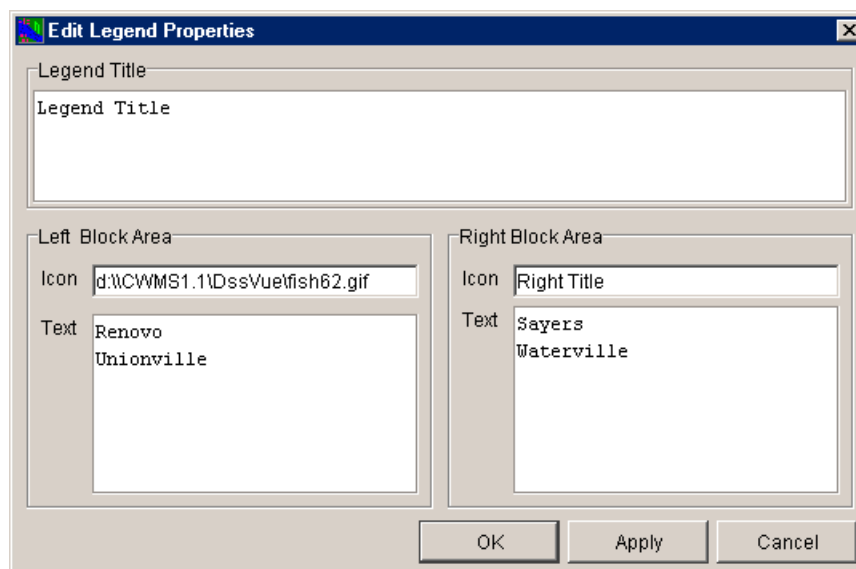 Edit Legend Properties
Legend Title
Legend Title
Left Block Area
Icon d:\\CWMS1.1\DssVue\fish62.gif
Text Renovo
Unionville
Right Block Area
Icon Right Title
Text Sayers
Waterville
OK Apply Cancel